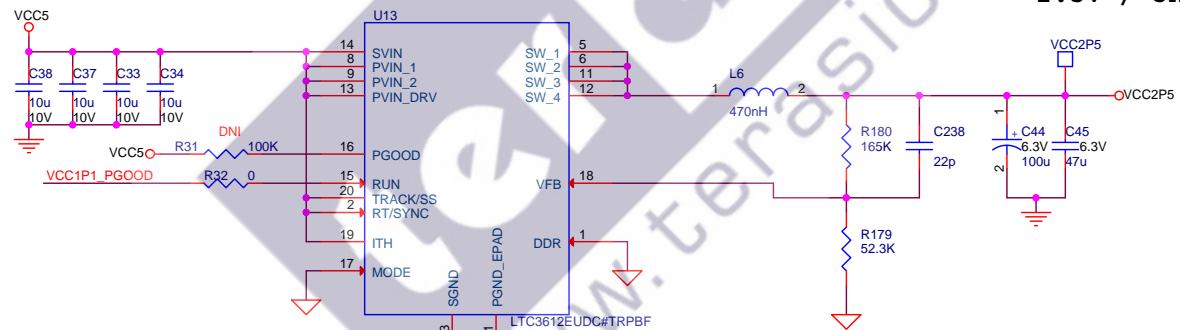 VCC5
U13
C38
10u
10V
C37
10u
10V
C33
10u
10V
C34
10u
10V
14 SVIN
8 PVIN_1
9 PVIN_2
13 PVIN_DRV
SW_1 5
SW_2 6
SW_3 11
SW_4 12
1 L6 2
470nH
VCC2P5
VCC2P5
R180
165K
C238
22p
1
+
2
C44
6.3V
100u
C45
6.3V
47u
DNI
VCC5 R31 100K 16 PGOOD
VCC1P1_PGOOD R32 0 15 RUN
20 TRACK/SS
2 RT/SYNC
19 ITH
17 MODE
VFB 18
DDR 1
R179
52.3K
SGND
PGND_EPAD
LTC3612EUDC#TRPBF
w.terasic